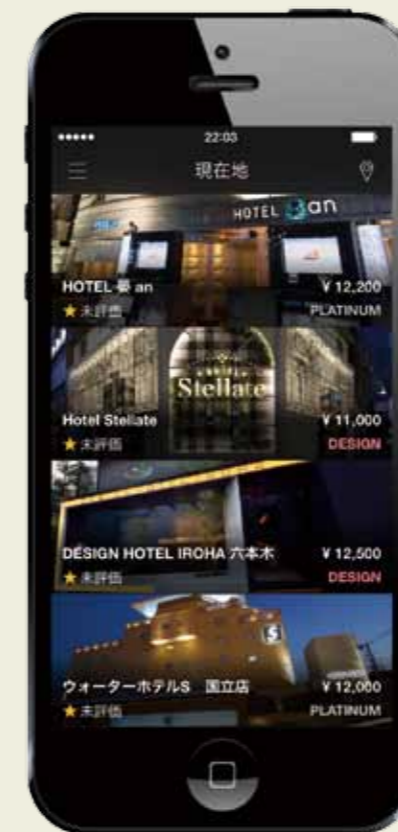 22:03
現在地
HOTEL an
HOTEL 夢 an ¥ 12,200
★ 未評価 PLATINUM
Stellate
Hotel Stellate ¥ 11,000
★ 未評価 DESIGN
DESIGN HOTEL IROHA 六本木 ¥ 12,500
★ 未評価 DESIGN
S
ウォーターホテルS 国立店 ¥ 12,000
★ 未評価 PLATINUM